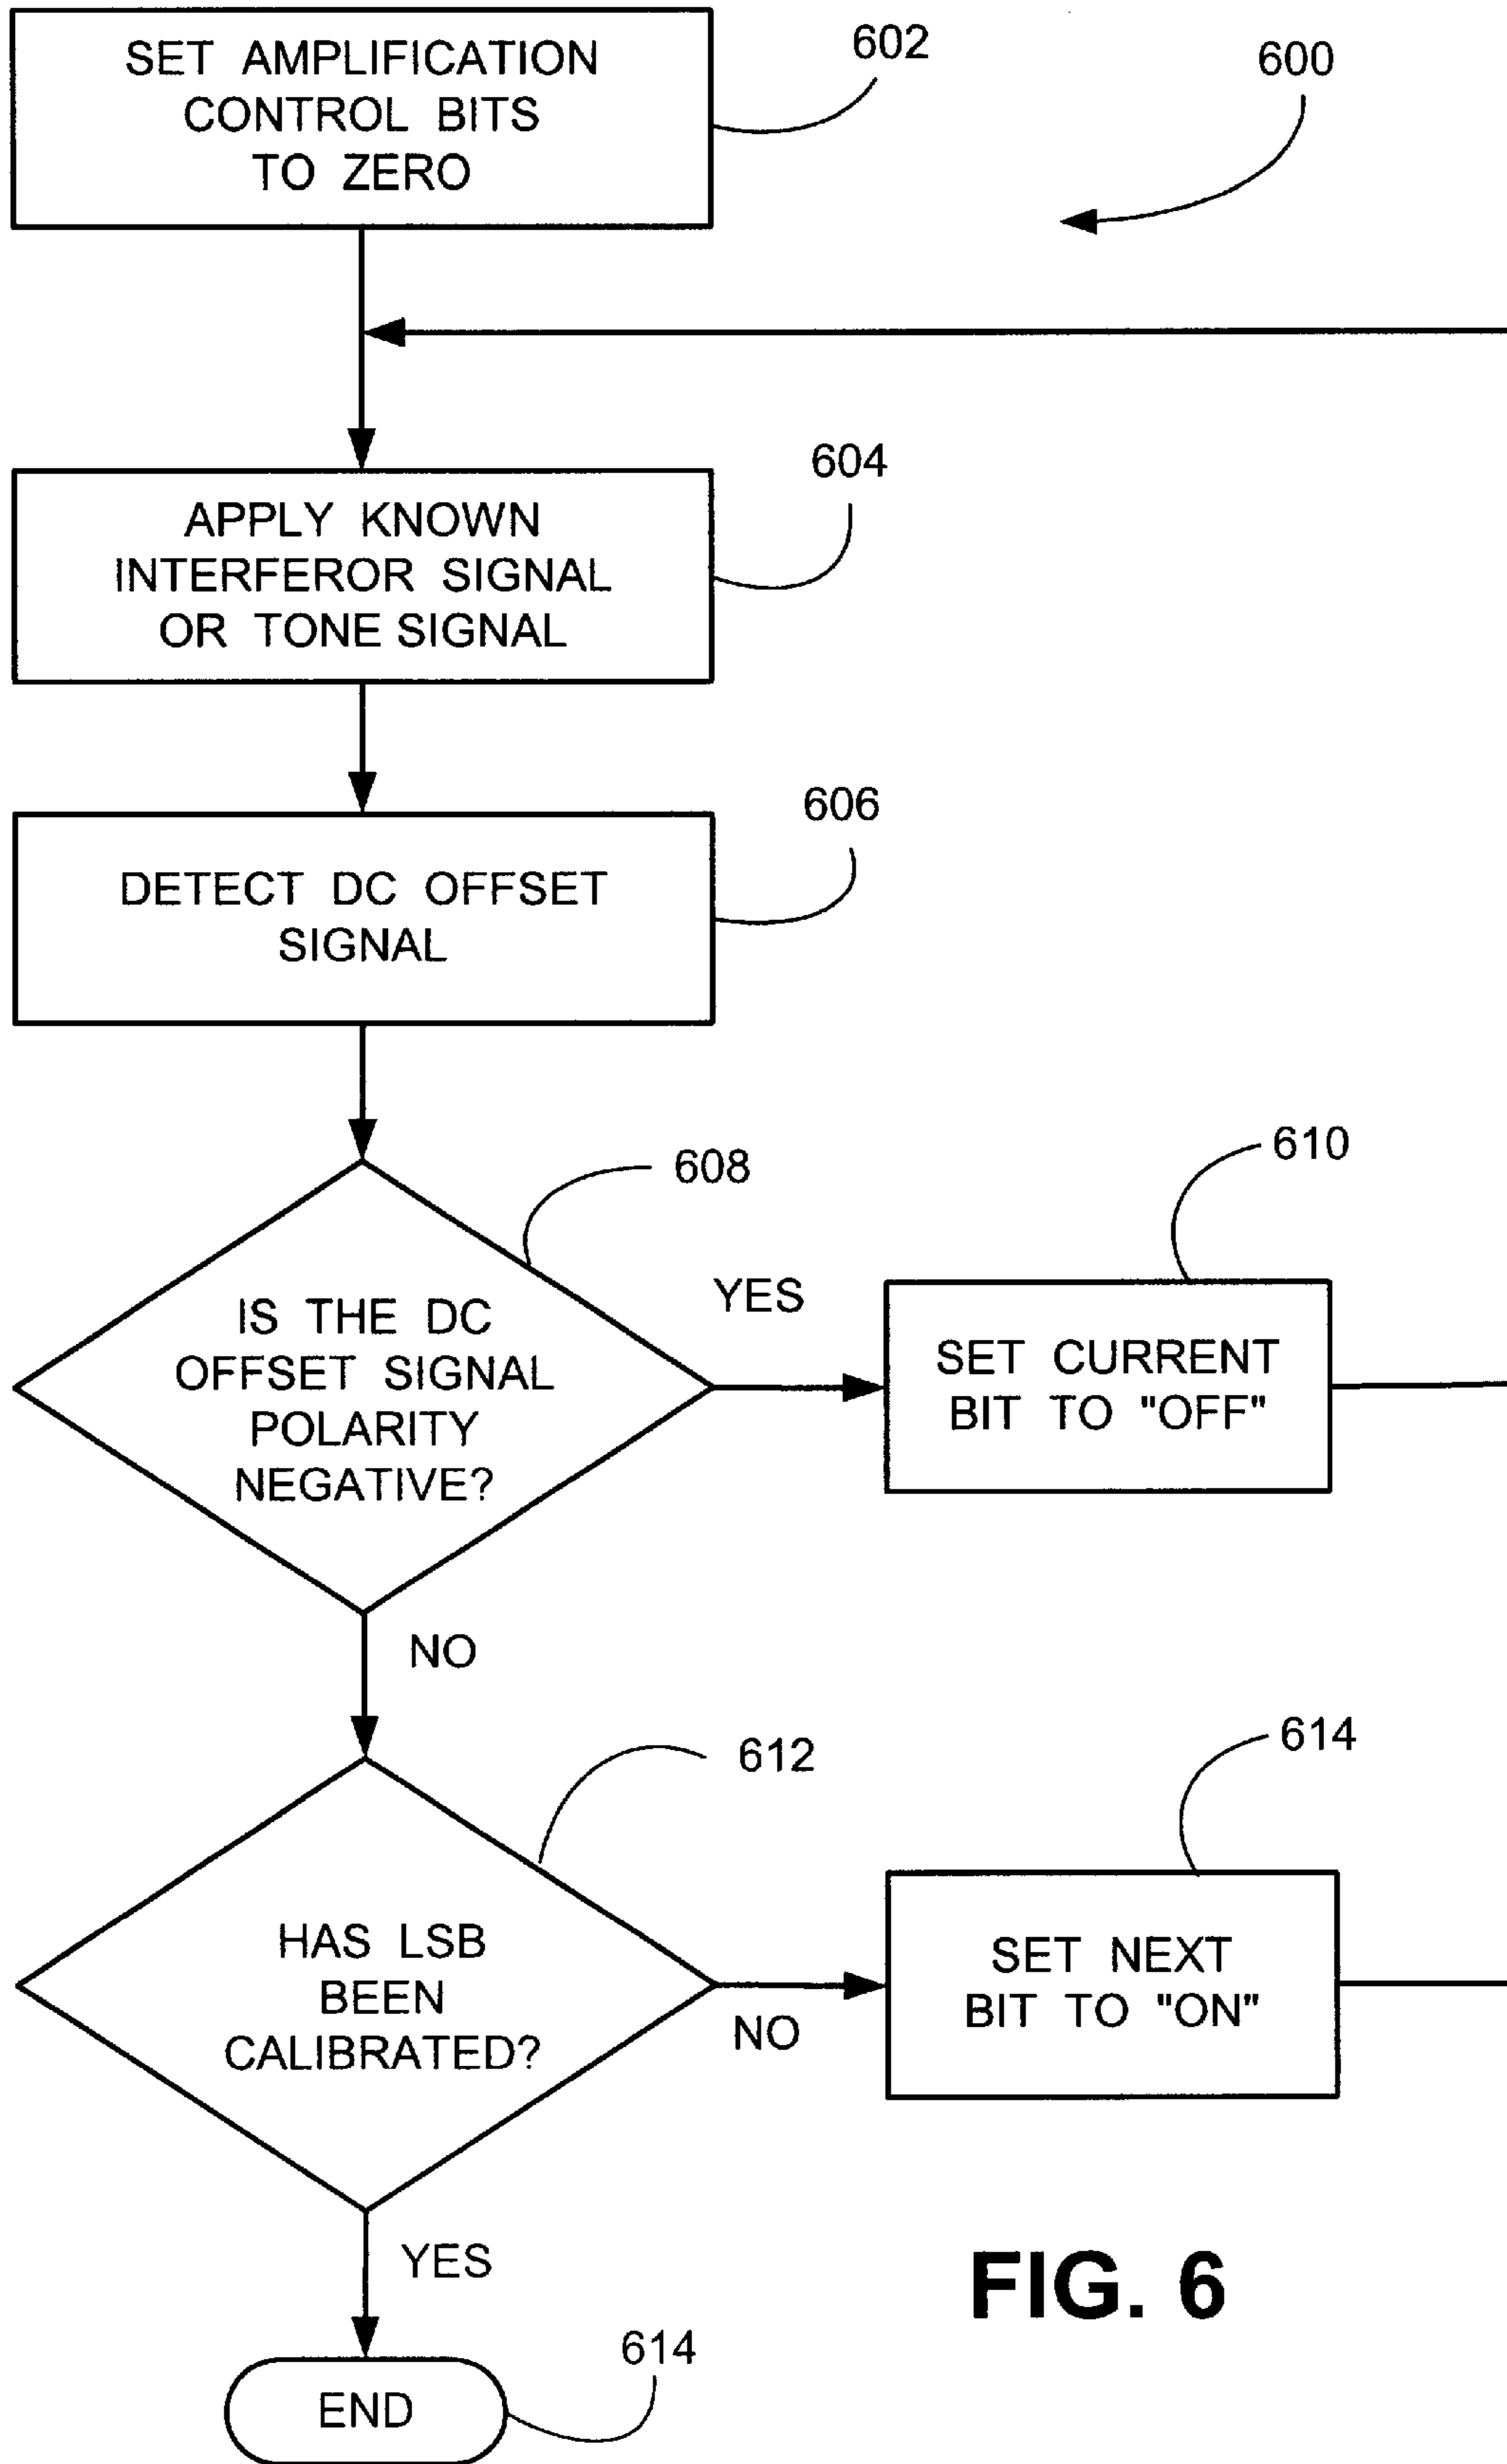 SET AMPLIFICATION
CONTROL BITS
TO ZERO
602
600
APPLY KNOWN
INTERFEROR SIGNAL
OR TONE SIGNAL
604
DETECT DC OFFSET
SIGNAL
606
IS THE DC
OFFSET SIGNAL
POLARITY
NEGATIVE?
608
YES
SET CURRENT
BIT TO "OFF"
610
NO
HAS LSB
BEEN
CALIBRATED?
612
NO
SET NEXT
BIT TO "ON"
614
YES
END
614
FIG. 6